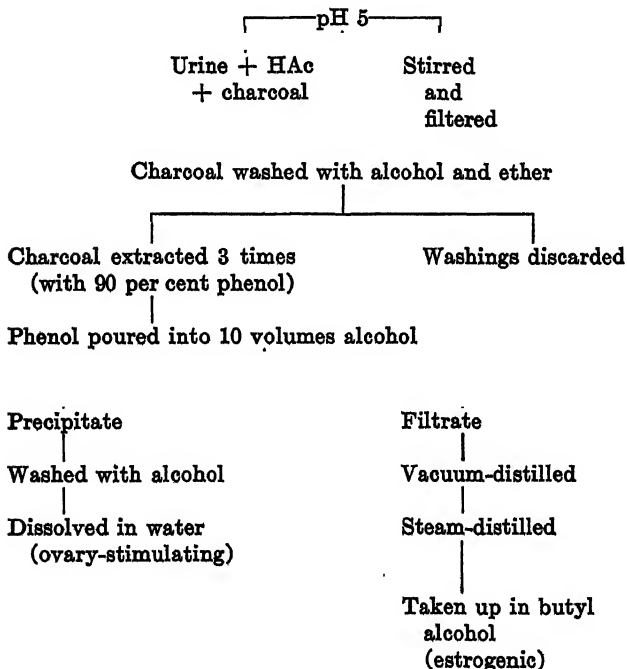 pH 5
Urine + HAc
+ charcoal
Stirred
and
filtered
Charcoal washed with alcohol and ether
Charcoal extracted 3 times
(with 90 per cent phenol)
Washings discarded
Phenol poured into 10 volumes alcohol
Precipitate
Washed with alcohol
Dissolved in water
(ovary-stimulating)
Filtrate
Vacuum-distilled
Steam-distilled
Taken up in butyl
alcohol
(estrogenic)